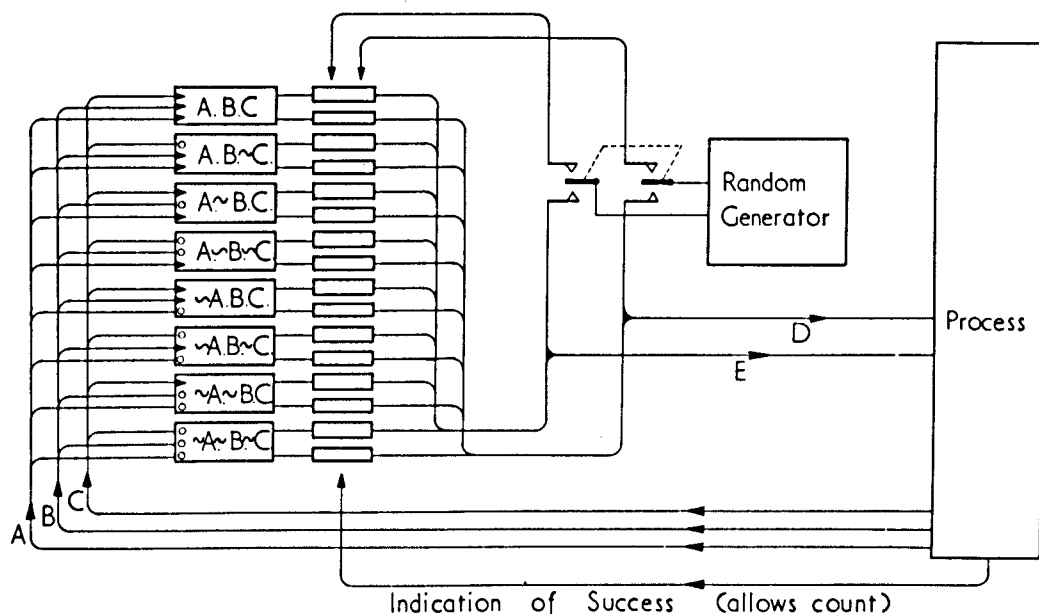 A.B.C
A.B.~C.
A.~B.C.
A.~B.~C
~A.B.C.
~A.B.~C.
~A.~B.C
~A.~B.~C
Random
Generator
Process
D
E
C
B
A
Indication of Success (allows count)